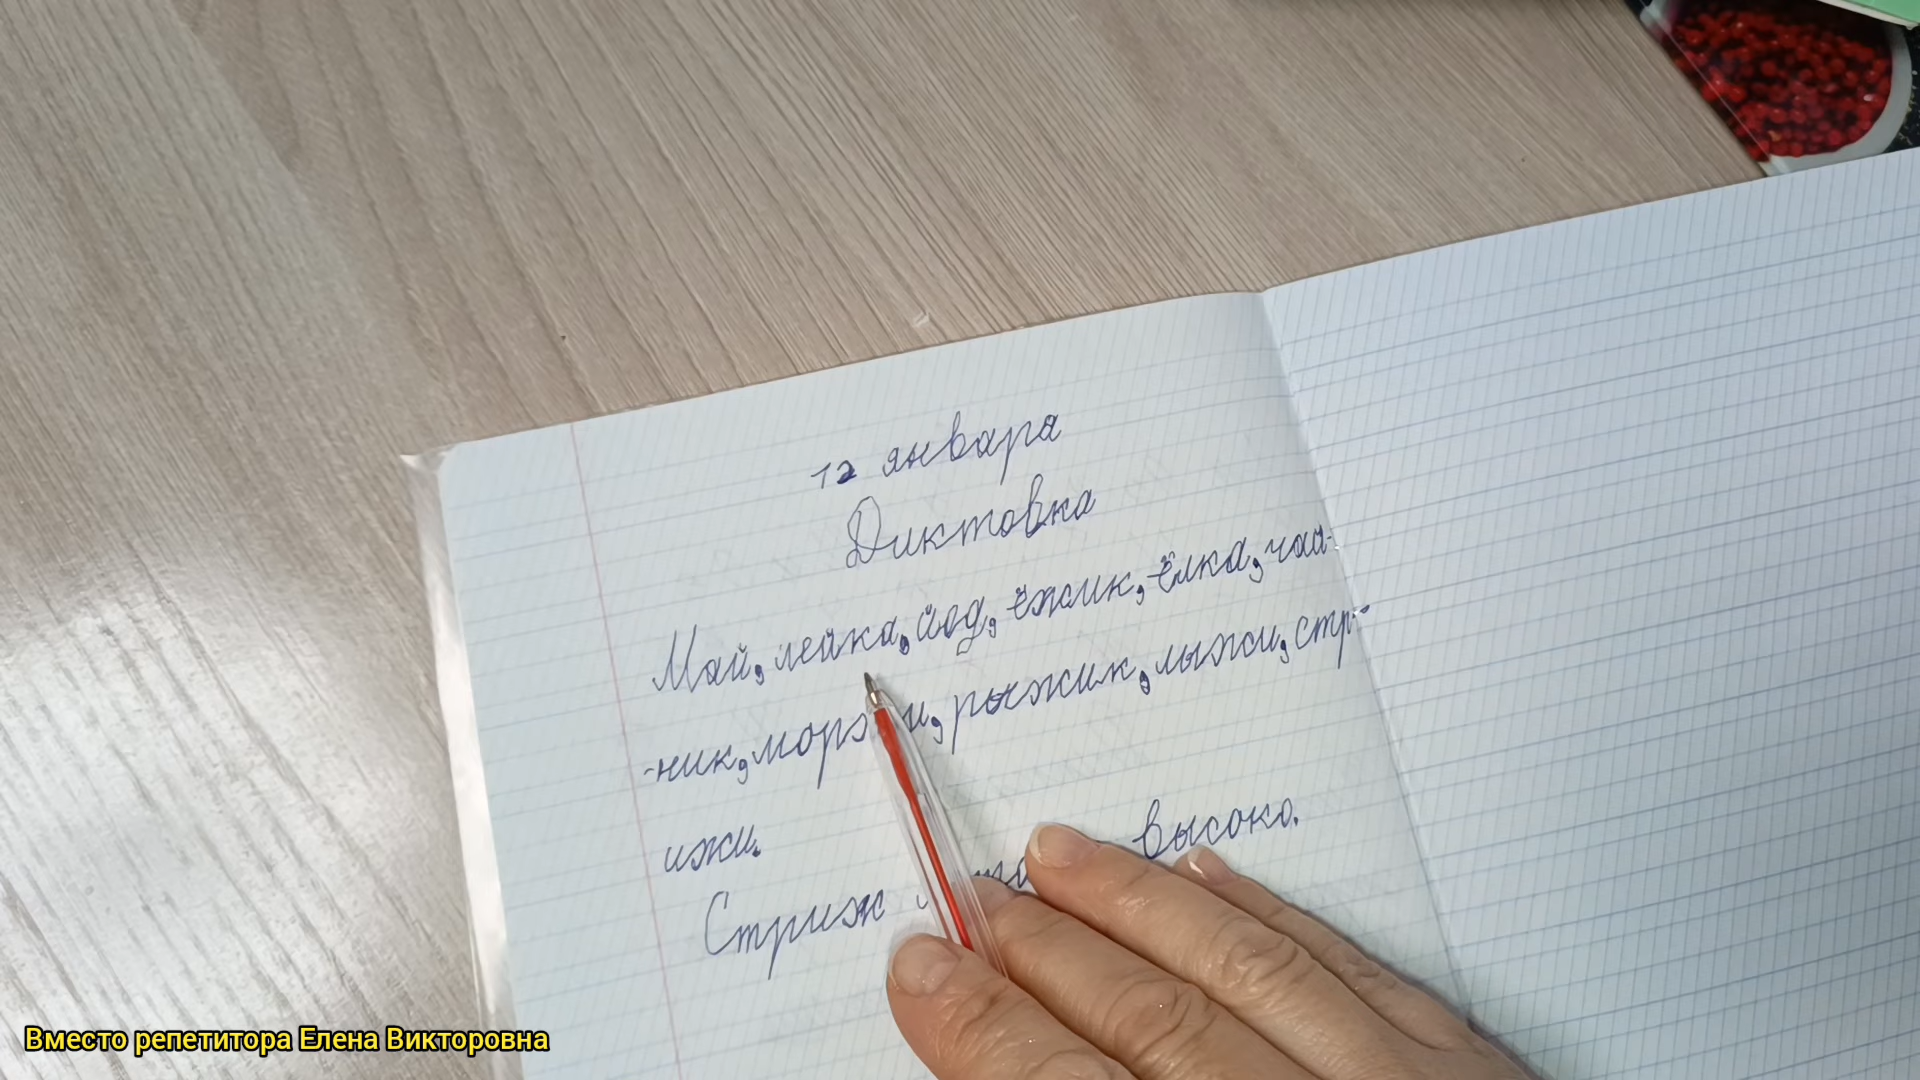 12 января
Диктовка
Май, лейка, йод, ёжик, ёлка, чай-
-ник, моржи, рыжик, лыжи, стр-
ижи.
Стриж высоко.
Вместо репетитора Елена Викторовна